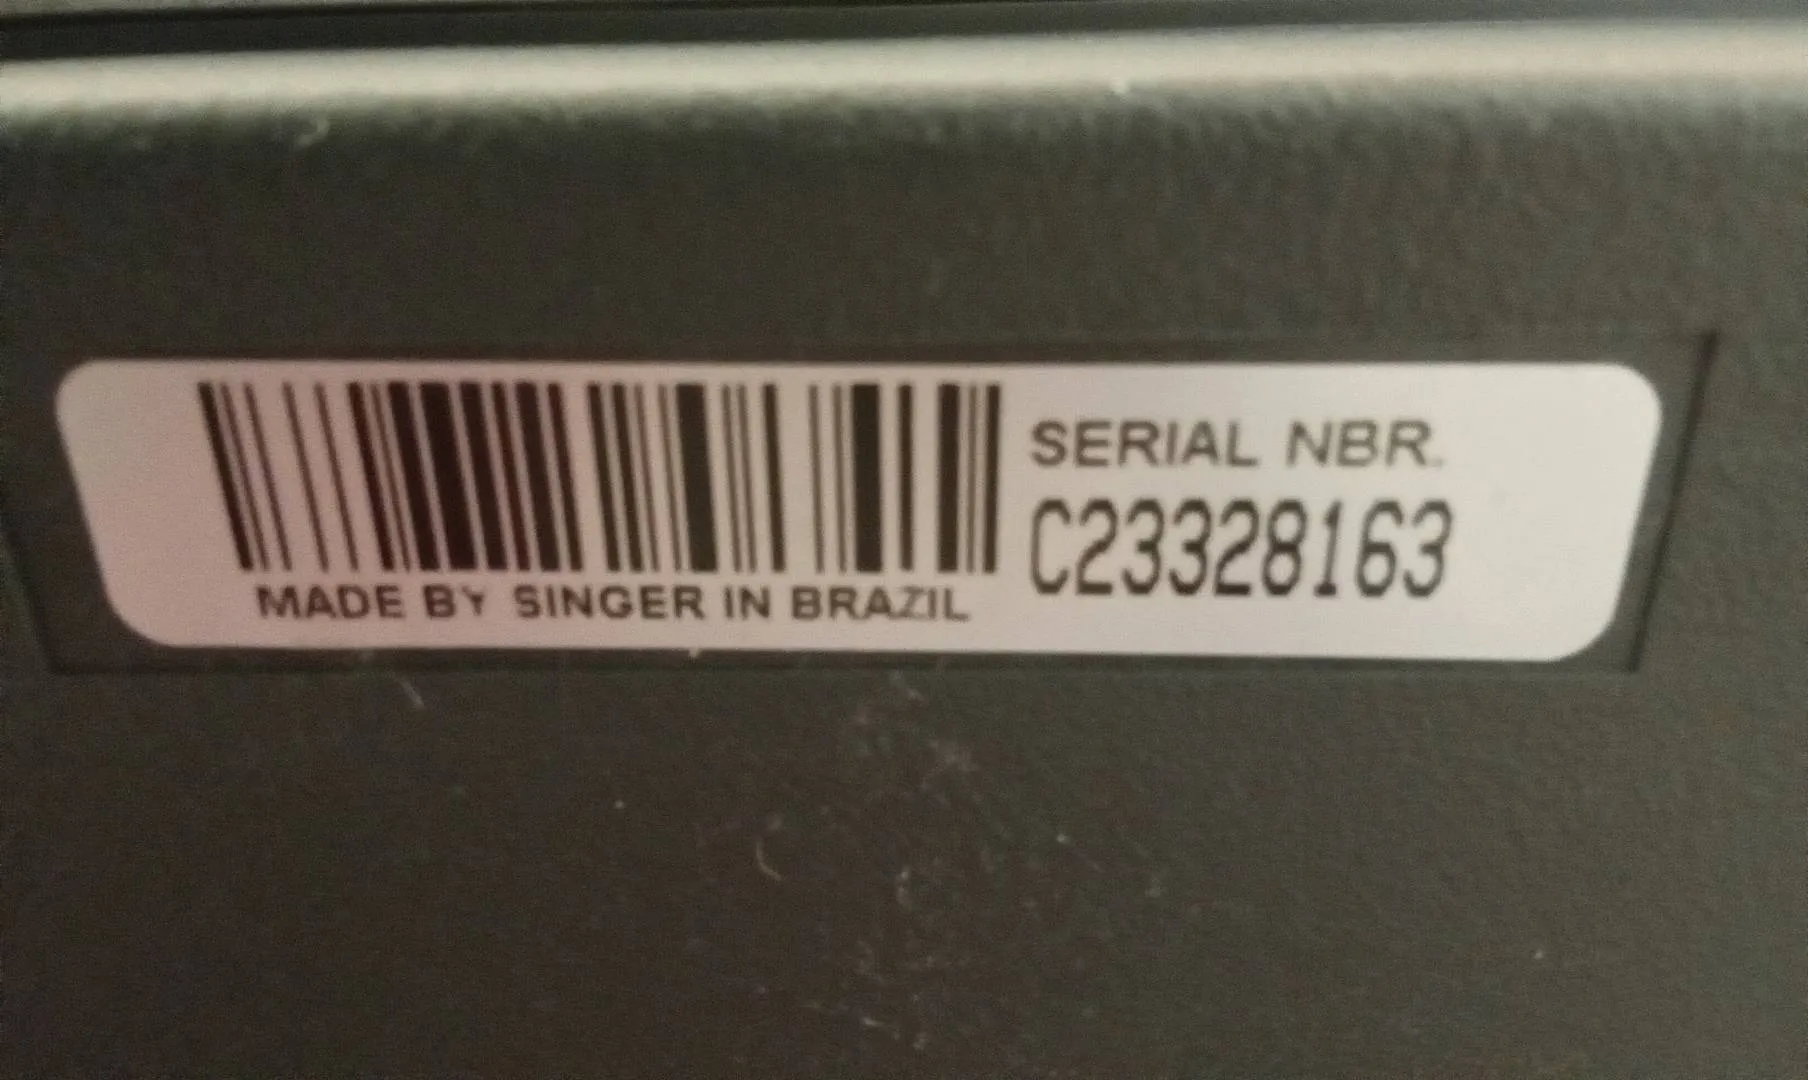 SERIAL NBR.
C23328163
MADE BY SINGER IN BRAZIL